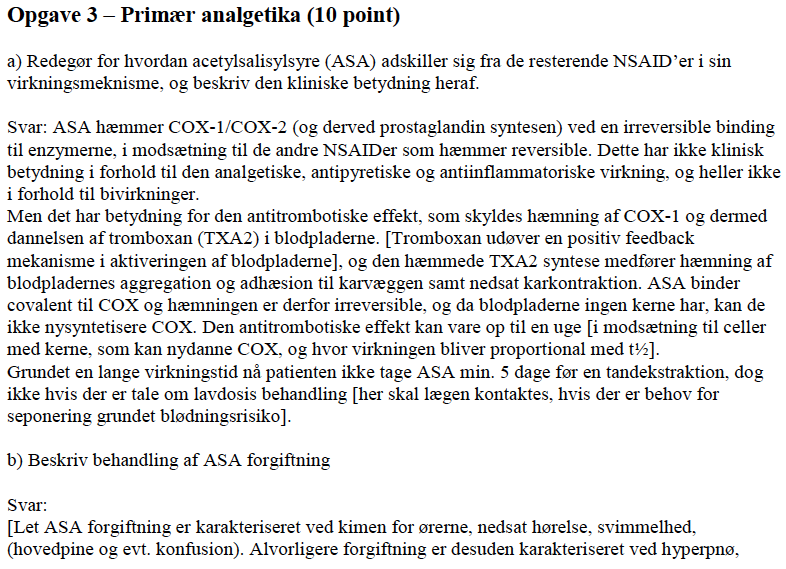 Opgave 3 – Primær analgetika (10 point)
a) Redegør for hvordan acetylsalisylsyre (ASA) adskiller sig fra de resterende NSAID’er i sin
virkningsmeknisme, og beskriv den kliniske betydning heraf.
Svar: ASA hæmmer COX-1/COX-2 (og derved prostaglandin syntesen) ved en irreversible binding
til enzymerne, i modsætning til de andre NSAIDer som hæmmer reversible. Dette har ikke klinisk
betydning i forhold til den analgetiske, antipyretiske og antiinflammatoriske virkning, og heller ikke
i forhold til bivirkninger.
Men det har betydning for den antitrombotiske effekt, som skyldes hæmning af COX-1 og dermed
dannelsen af tromboxan (TXA2) i blodpladerne. [Tromboxan udøver en positiv feedback
mekanisme i aktiveringen af blodpladerne], og den hæmmede TXA2 syntese medfører hæmning af
blodpladernes aggregation og adhæsion til karvæggen samt nedsat karkontraktion. ASA binder
covalent til COX og hæmningen er derfor irreversible, og da blodpladerne ingen kerne har, kan de
ikke nysyntetisere COX. Den antitrombotiske effekt kan vare op til en uge [i modsætning til celler
med kerne, som kan nydanne COX, og hvor virkningen bliver proportional med t½].
Grundet en lange virkningstid nå patienten ikke tage ASA min. 5 dage før en tandekstraktion, dog
ikke hvis der er tale om lavdosis behandling [her skal lægen kontaktes, hvis der er behov for
seponering grundet blødningsrisiko].
b) Beskriv behandling af ASA forgiftning
Svar:
[Let ASA forgiftning er karakteriseret ved kimen for ørerne, nedsat hørelse, svimmelhed,
(hovedpine og evt. konfusion). Alvorligere forgiftning er desuden karakteriseret ved hyperpnø,